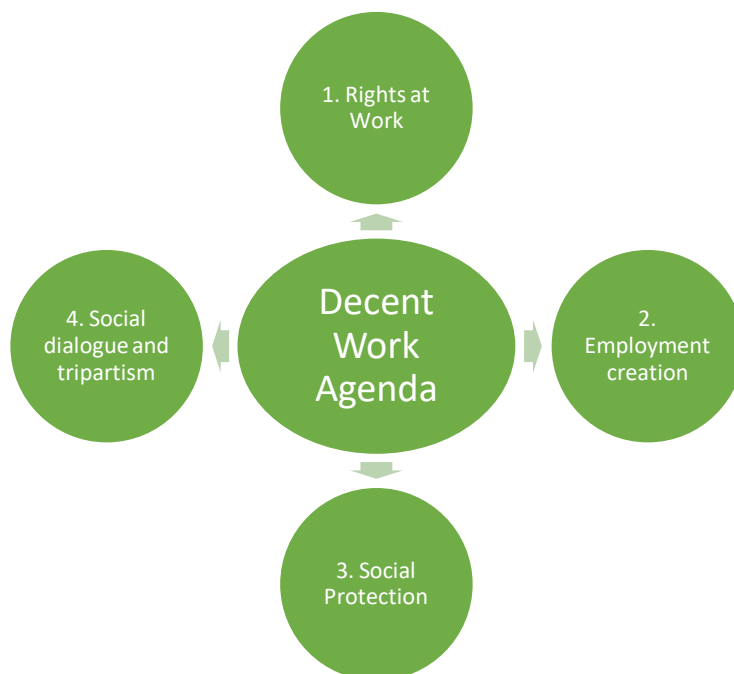 1. Rights at
Work
Decent
Work
Agenda
2.
Employment
creation
3. Social
Protection
4. Social
dialogue and
tripartism